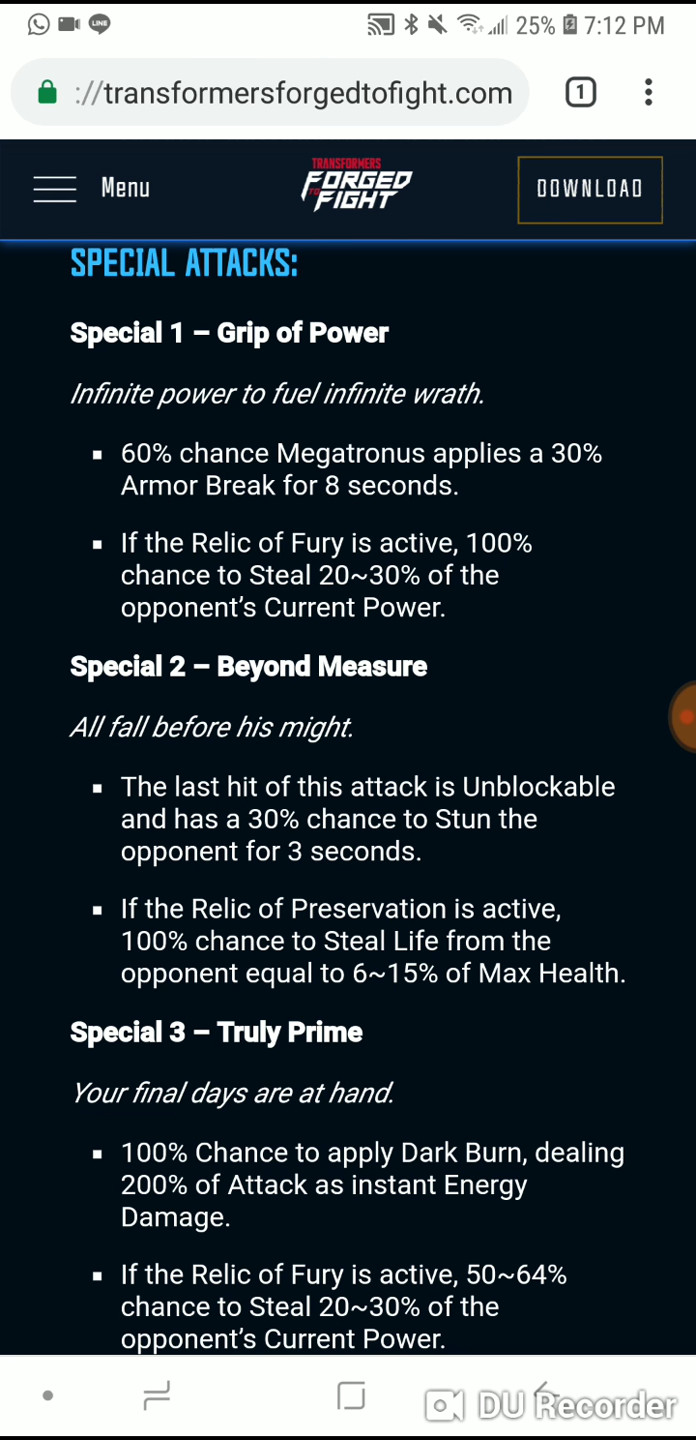 LINE 25% 7:12 PM
://transformersforgedtofight.com 1
Menu
TRANSFORMERS
FORGED
TO FIGHT
DOWNLOAD
SPECIAL ATTACKS:
Special 1 – Grip of Power
Infinite power to fuel infinite wrath.
▪ 60% chance Megatronus applies a 30%
Armor Break for 8 seconds.
▪ If the Relic of Fury is active, 100%
chance to Steal 20~30% of the
opponent’s Current Power.
Special 2 – Beyond Measure
All fall before his might.
▪ The last hit of this attack is Unblockable
and has a 30% chance to Stun the
opponent for 3 seconds.
▪ If the Relic of Preservation is active,
100% chance to Steal Life from the
opponent equal to 6~15% of Max Health.
Special 3 – Truly Prime
Your final days are at hand.
▪ 100% Chance to apply Dark Burn, dealing
200% of Attack as instant Energy
Damage.
▪ If the Relic of Fury is active, 50~64%
chance to Steal 20~30% of the
opponent’s Current Power.
DU Recorder